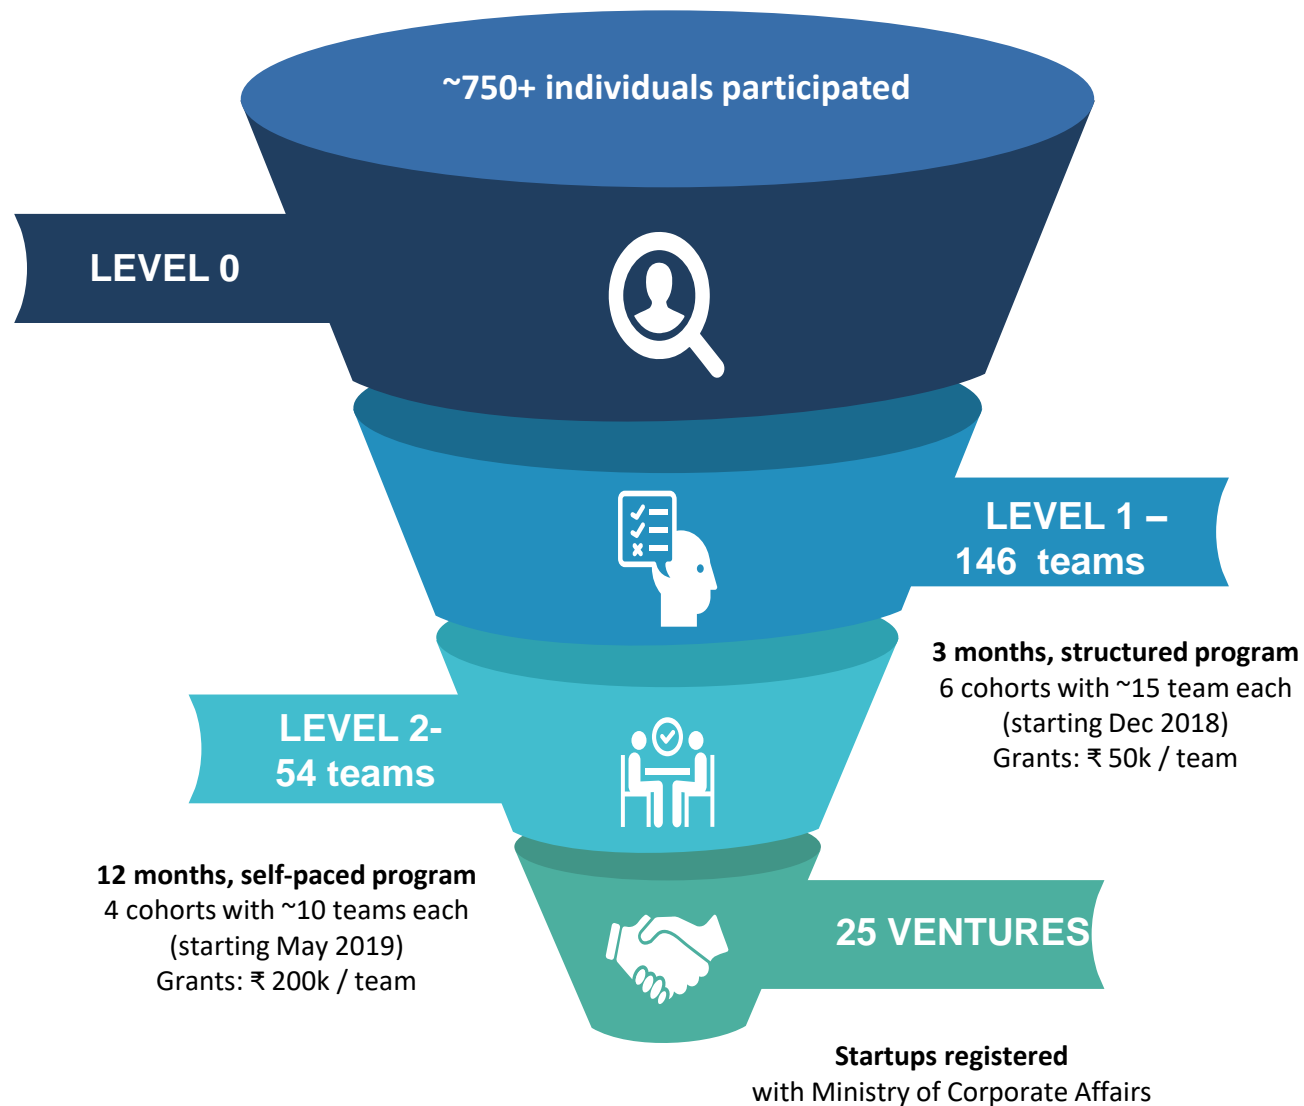 ~750+ individuals participated
LEVEL 0
LEVEL 1 –
146 teams
3 months, structured program
6 cohorts with ~15 team each
(starting Dec 2018)
Grants: ₹ 50k / team
LEVEL 2-
54 teams
12 months, self-paced program
4 cohorts with ~10 teams each
(starting May 2019)
Grants: ₹ 200k / team
25 VENTURES
Startups registered
with Ministry of Corporate Affairs